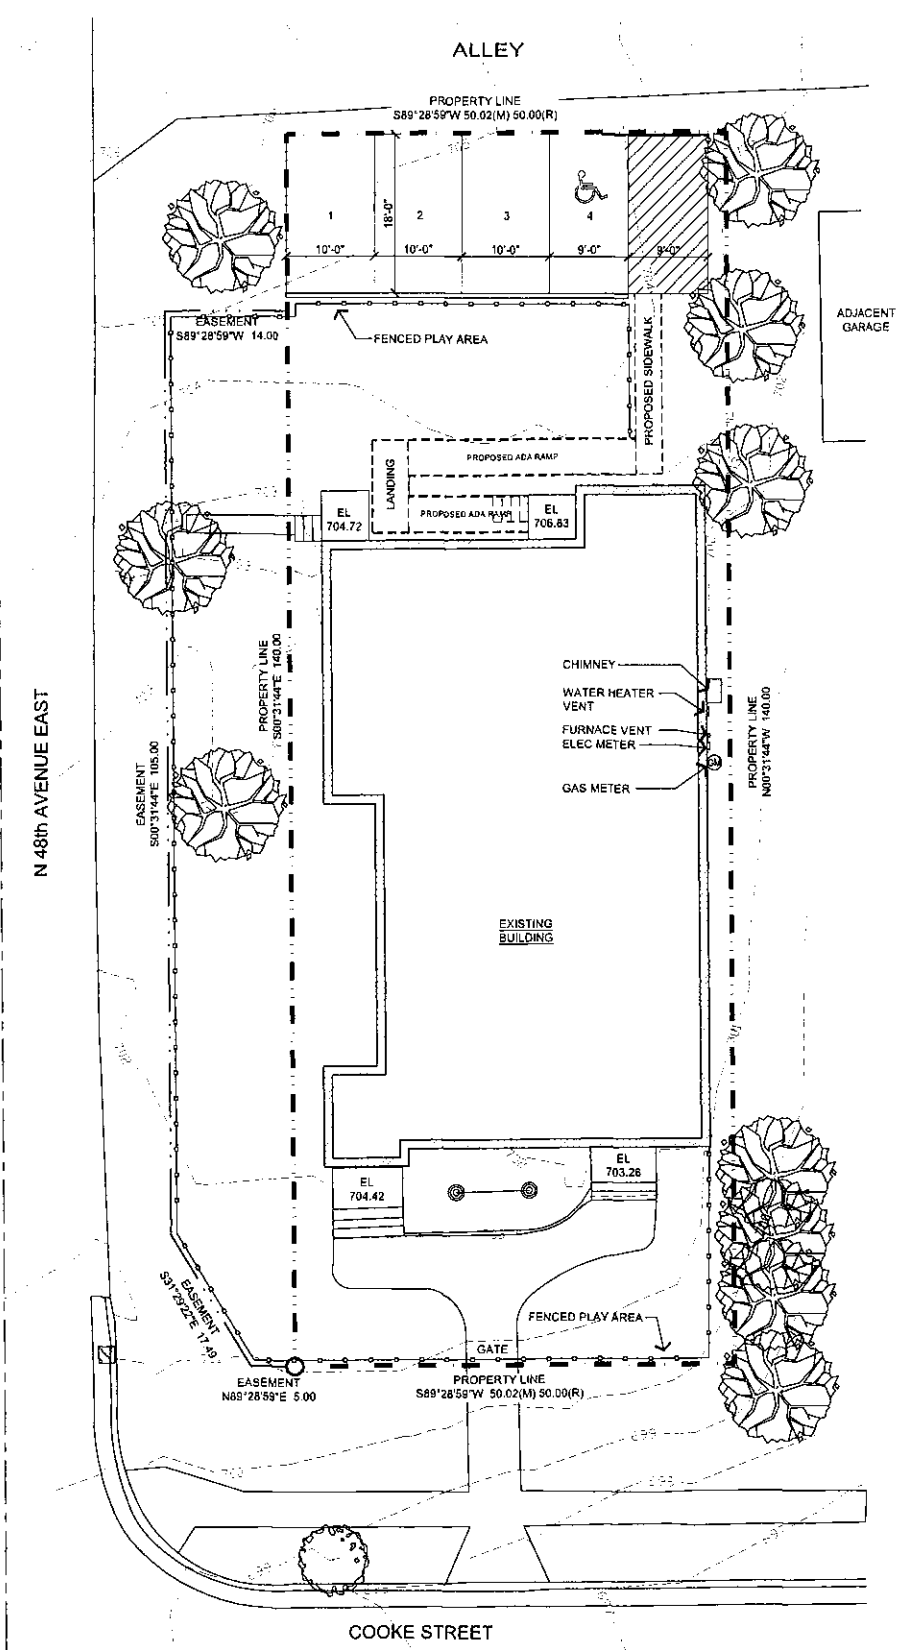 ALLEY
PROPERTY LINE
S89°28'59"W 50.02(M) 50.00(R)
1
2
3
4
18'-0"
10'-0"
10'-0"
10'-0"
9'-0"
9'-0"
EASEMENT
S89°28'59"W 14.00
FENCED PLAY AREA
PROPOSED SIDEWALK
ADJACENT
GARAGE
LANDING
PROPOSED ADA RAMP
PROPOSED ADA RAMP
EL
704.72
EL
706.63
PROPERTY LINE
S00°31'44"E 140.00
CHIMNEY
WATER HEATER
VENT
FURNACE VENT
ELEC METER
GAS METER
GM
PROPERTY LINE
N00°31'44"W 140.00
N 48th AVENUE EAST
EASEMENT
S00°31'44"E 105.00
EXISTING
BUILDING
EL
704.42
EL
703.26
EASEMENT
S31°29'22"E 17.49
FENCED PLAY AREA
GATE
EASEMENT
N89°28'59"E 5.00
PROPERTY LINE
S89°28'59"W 50.02(M) 50.00(R)
COOKE STREET